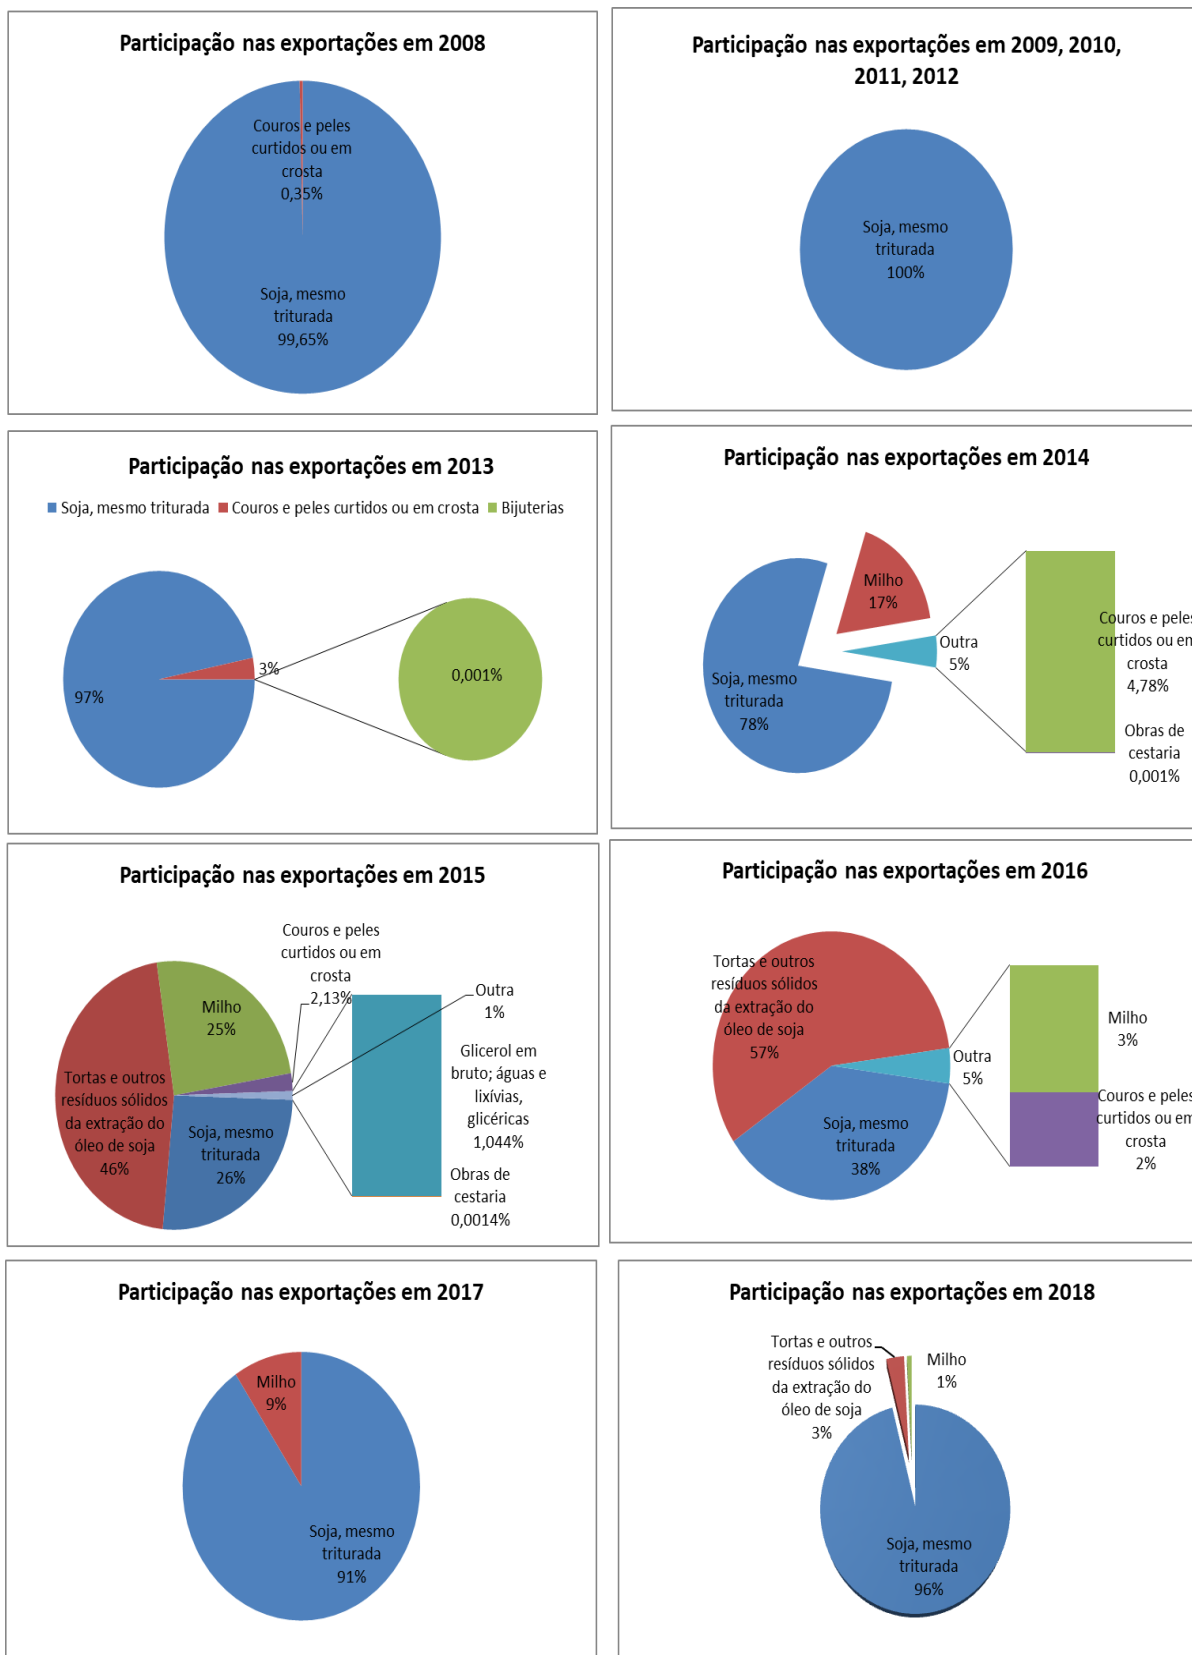 Participação nas exportações em 2008
Couros e peles
curtidos ou em
crosta
0,35%
Soja, mesmo
triturada
99,65%
Participação nas exportações em 2009, 2010,
2011, 2012
Soja, mesmo
triturada
100%
Participação nas exportações em 2013
Soja, mesmo triturada
Couros e peles curtidos ou em crosta
Bijuterias
97%
3%
0,001%
Participação nas exportações em 2014
Milho
17%
Outra
5%
Soja, mesmo
triturada
78%
Couros e peles
curtidos ou em
crosta
4,78%
Obras de
cestaria
0,001%
Participação nas exportações em 2015
Couros e peles
curtidos ou em
crosta
2,13%
Milho
25%
Tortas e outros
resíduos sólidos
da extração do
óleo de soja
46%
Soja, mesmo
triturada
26%
Outra
1%
Glicerol em
bruto; águas e
lixívias,
glicéricas
1,044%
Obras de
cestaria
0,0014%
Participação nas exportações em 2016
Tortas e outros
resíduos sólidos
da extração do
óleo de soja
57%
Outra
5%
Soja, mesmo
triturada
38%
Milho
3%
Couros e peles
curtidos ou em
crosta
2%
Participação nas exportações em 2017
Milho
9%
Soja, mesmo
triturada
91%
Participação nas exportações em 2018
Tortas e outros
resíduos sólidos
da extração do
óleo de soja
3%
Milho
1%
Soja, mesmo
triturada
96%